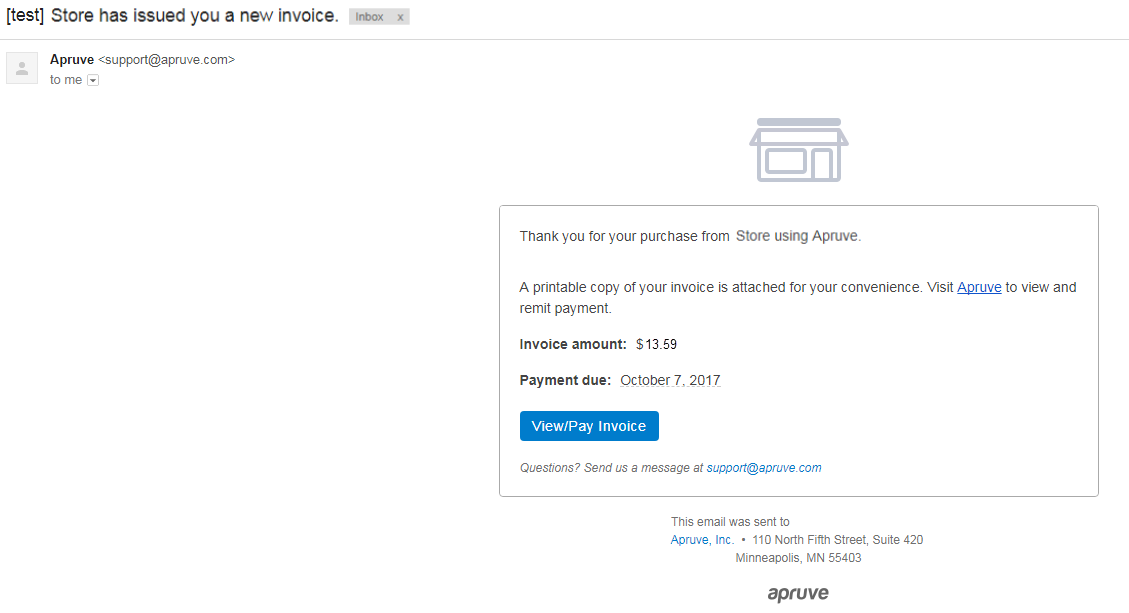 [test] Store has issued you a new invoice. Inbox x
Apruve <support@apruve.com>
to me
Thank you for your purchase from Store using Apruve.
A printable copy of your invoice is attached for your convenience. Visit Apruve to view and
remit payment.
Invoice amount: $13.59
Payment due: October 7, 2017
View/Pay Invoice
Questions? Send us a message at support@apruve.com
This email was sent to
Apruve, Inc. • 110 North Fifth Street, Suite 420
Minneapolis, MN 55403
apruve